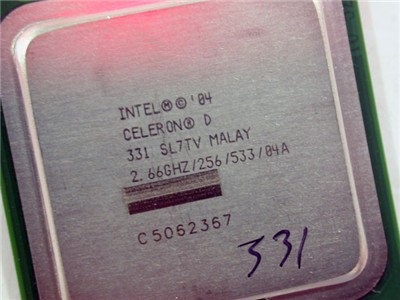 INTEL®©'04
CELERON® D
331 SL7TV MALAY
2.66GHZ/256/533/04A
C5062367
331